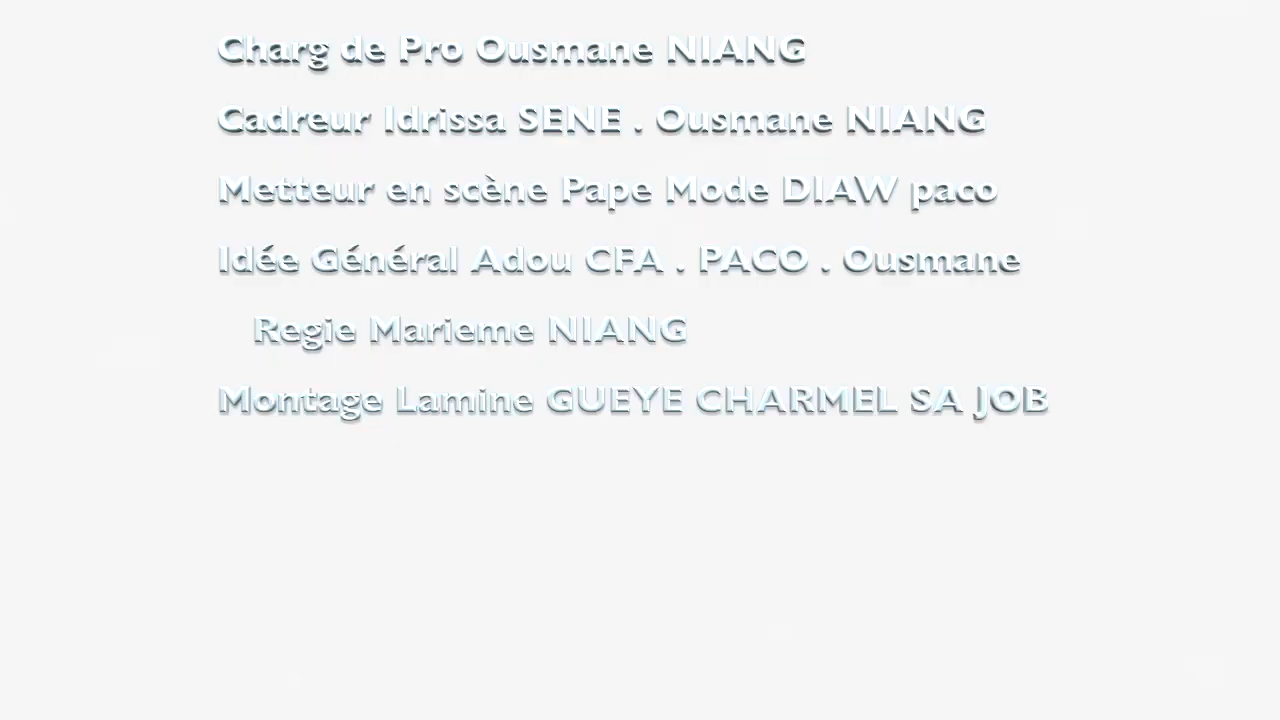 Charg de Pro Ousmane NIANG
Cadreur Idrissa SENE . Ousmane NIANG
Metteur en scène Pape Mode DIAW paco
Idée Général Adou CFA . PACO . Ousmane
Regie Marieme NIANG
Montage Lamine GUEYE CHARMEL SA JOB